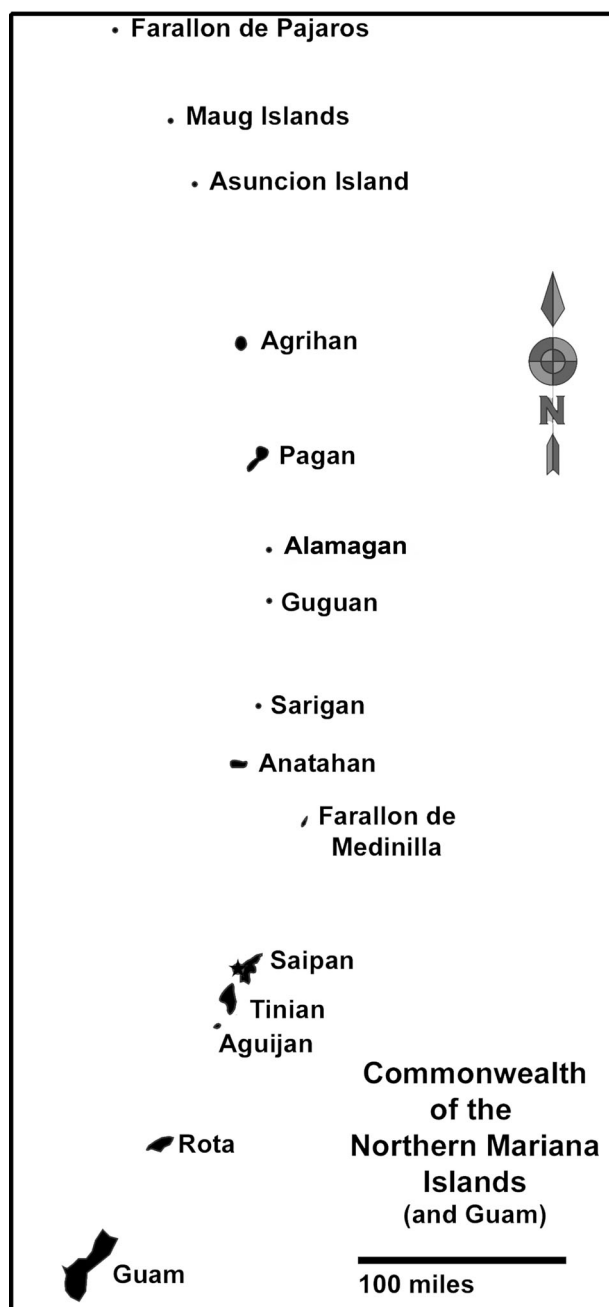 Farallon de Pajaros
Maug Islands
Asuncion Island
Agrihan
N
Pagan
Alamagan
Guguan
Sarigan
Anatahan
Farallon de
Medinilla
Saipan
Tinian
Aguijan
Commonwealth
of the
Northern Mariana
Islands
(and Guam)
Rota
Guam
100 miles